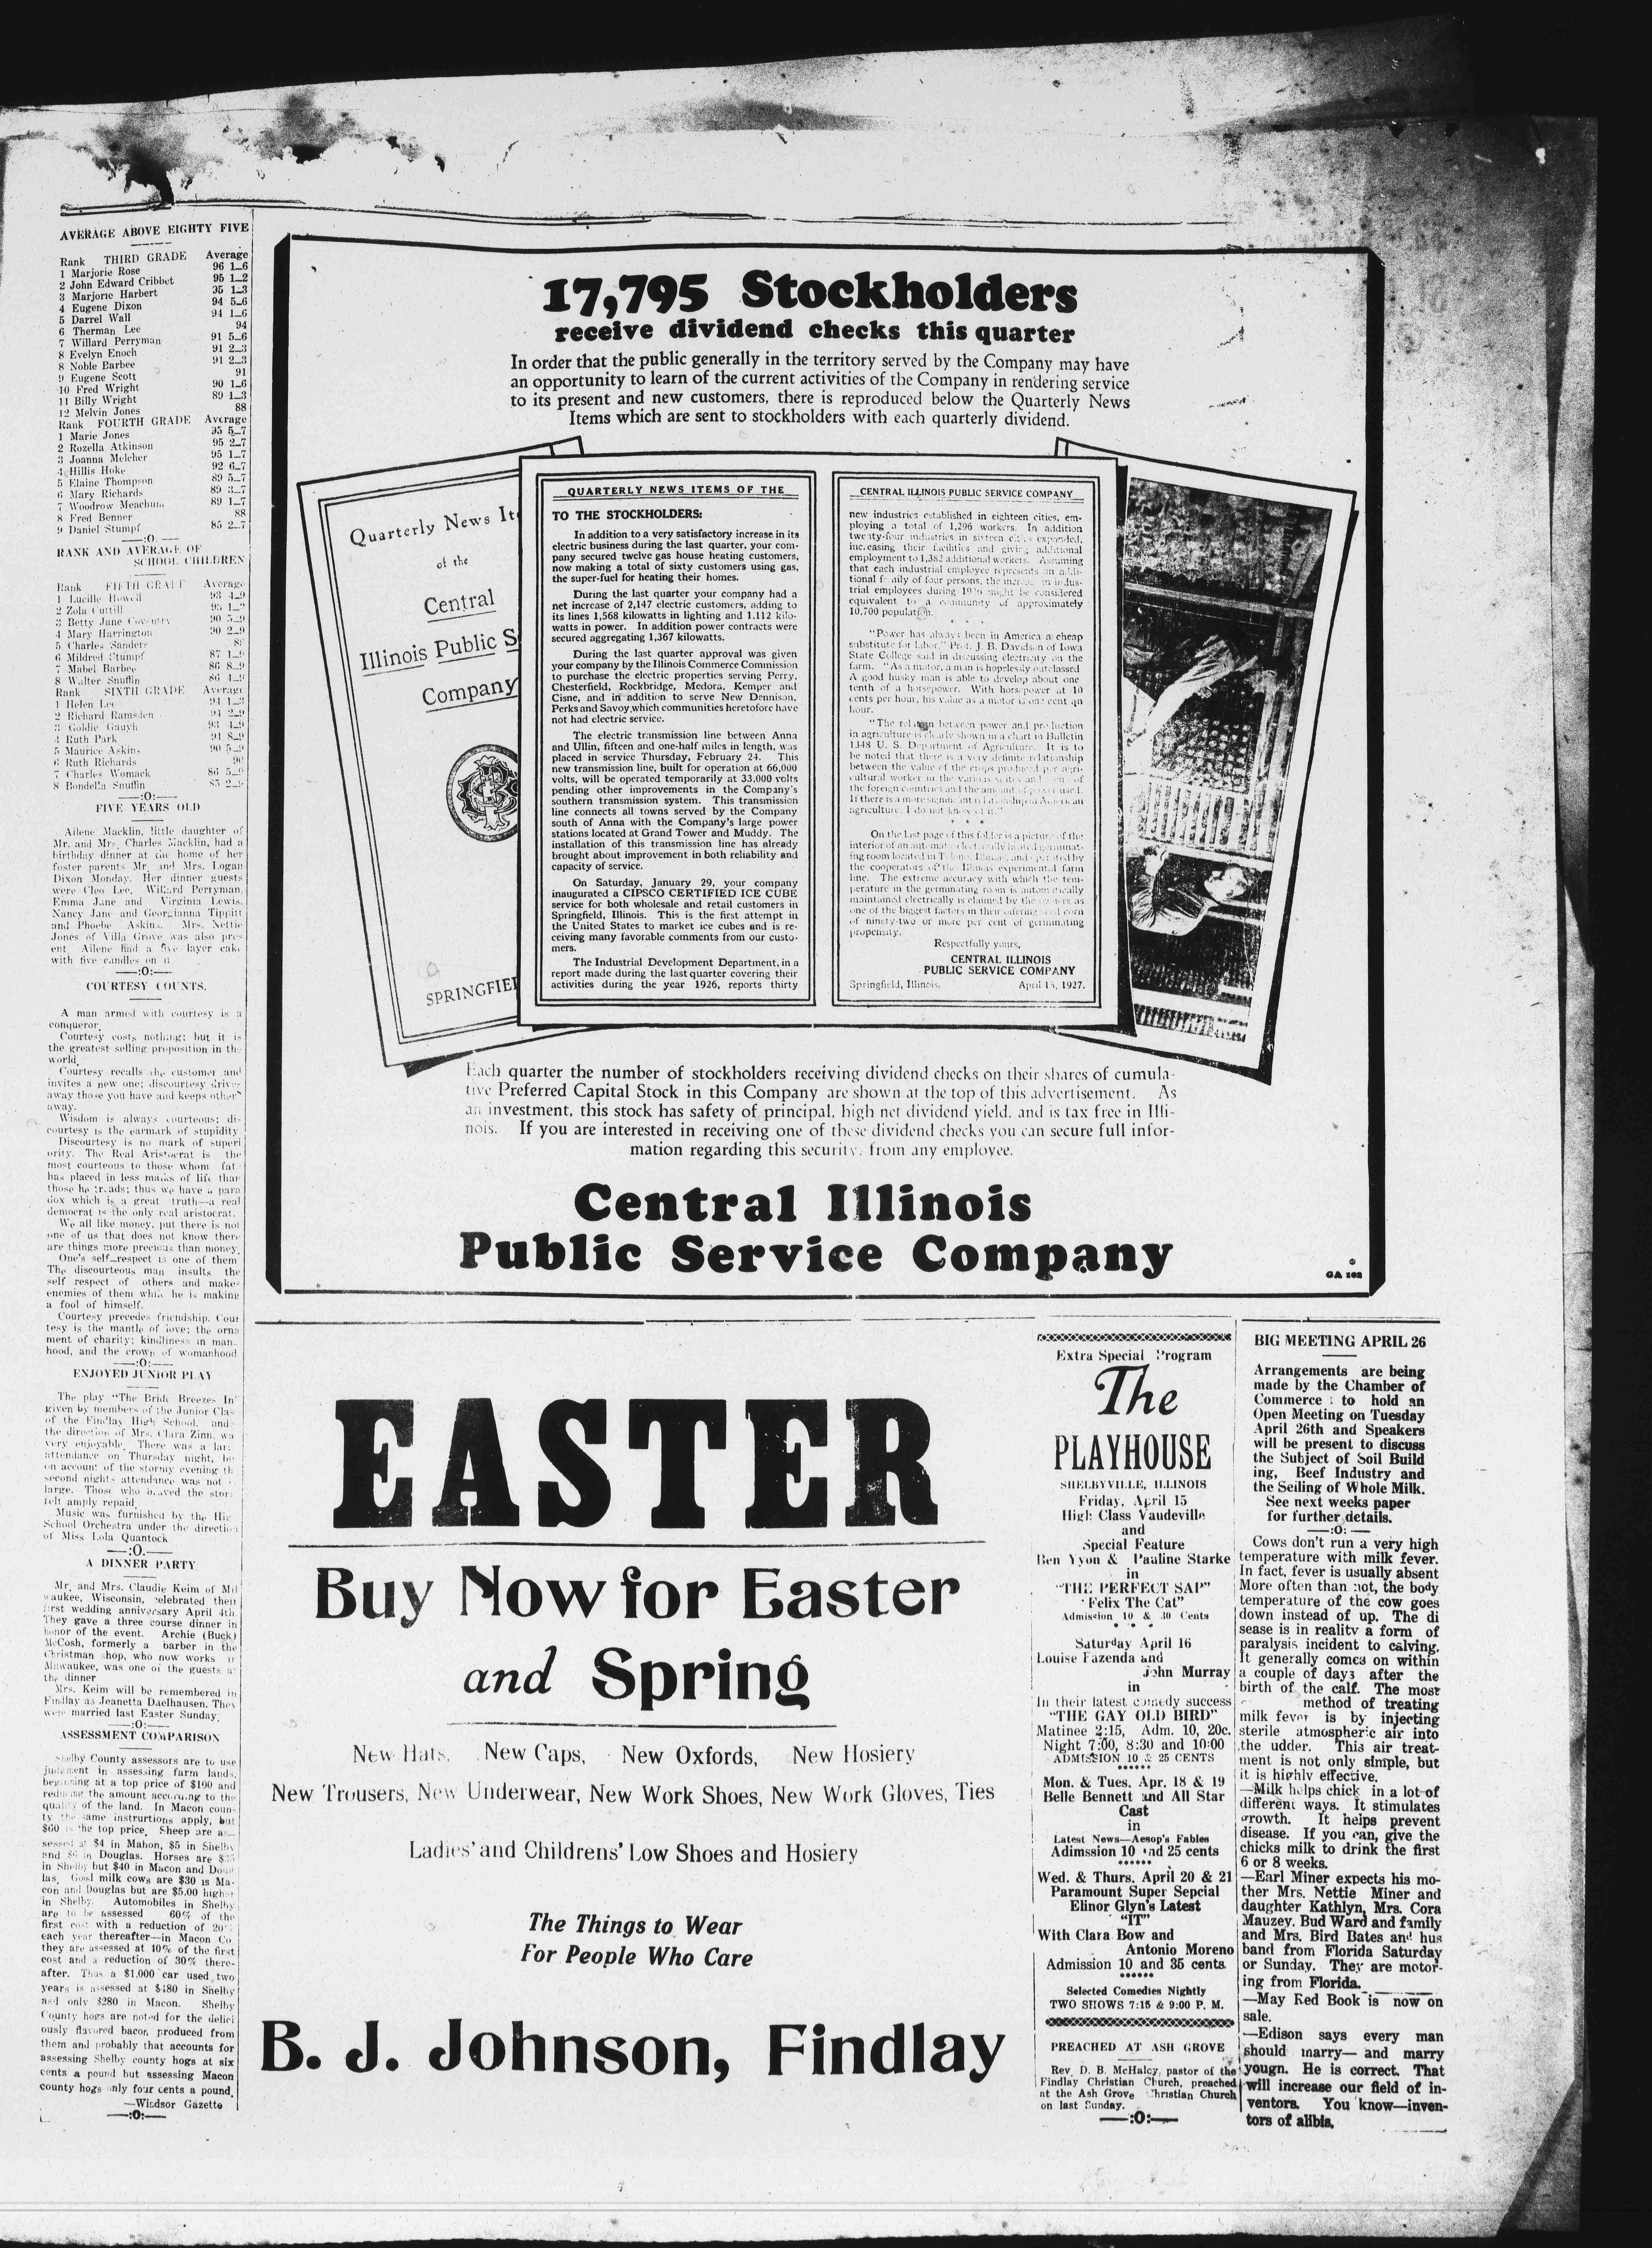 AVERAGE ABOVE EIGHTY FIVE
Rank THIRD GRADE Average
1 Marjorie Rose 96 1-6
2 John Edward Cribbet 95 1-2
3 Marjorie Harbert 95 1-3
4 Eugene Dixon 94 5-6
5 Darrel Wall 94 1-6
6 Therman Lee 94
7 Willard Perryman 91 5-6
8 Evelyn Enoch 91 2-3
8 Noble Barbee 91 2-3
9 Eugene Scott 91
10 Fred Wright 90 1-6
11 Billy Wright 89 1-3
12 Melvin Jones 88
Rank FOURTH GRADE Average
1 Marie Jones 95 5-7
2 Rozella Atkinson 95 2-7
3 Joanna Melcher 95 1-7
4 Hillis Hoke 92 6-7
5 Elaine Thompson 89 5-7
6 Mary Richards 89 3-7
7 Woodrow Meachum 89 1-7
8 Fred Benner 88
9 Daniel Stumpf 85 2-7
—:O:—
RANK AND AVERAGE OF
SCHOOL CHILDREN
Rank FIFTH GRADE Average
1 Lucille Howell 93 4-9
2 Zola Cuttill
3 Betty Jane Coventry 90 5-9
4 Mary Harrington 90 2-9
5 Charles Sanders
6 Mildred Stumpf 87 1-9
7 Mabel Barbee 86 8-9
8 Walter Snuffin 86 4-9
Rank SIXTH GRADE Average
1 Helen Lee 94 1-3
2 Richard Ramsden 94 2-9
3 Goldie Gauyh 93 4-9
4 Ruth Park 91 8-9
5 Maurice Askins 90 5-9
6 Ruth Richards 90
7 Charles Womack 86 5-9
8 Bondella Snuffin 85 2-9
—:O:—
FIVE YEARS OLD
Ailene Macklin, little daughter of
Mr. and Mrs. Charles Macklin, had a
birthday dinner at the home of her
foster parents Mr. and Mrs. Logan
Dixon Monday. Her dinner guests
were Cleo Lee, Willard Perryman,
Emma Jane and Virginia Lewis,
Nancy Jane and Georgianna Tippitt
and Phoebe Askins. Mrs. Nettie
Jones of Villa Grove was also pres
ent. Ailene had a five layer cake
with five candles on it.
—:O:—
COURTESY COUNTS.
A man armed with courtesy is a
conqueror.
Courtesy costs nothing; but it is
the greatest selling proposition in the
world.
Courtesy recalls the customer and
invites a new one; discourtesy drives
away those you have and keeps others
away.
Wisdom is always courteous; dis
courtesy is the earmark of stupidity
Discourtesy is no mark of superi
ority. The Real Aristocrat is the
most courteous to those whom fate
has placed in less masks of life than
those he treads; thus we have a para
dox which is a great truth—a real
democrat is the only real aristocrat.
We all like money, put there is not
one of us that does not know there
are things more precious than money.
One's self-respect is one of them
The discourteous man insults the
self respect of others and makes
enemies of them while he is making
a fool of himself.
Courtesy precedes friendship. Cour
tesy is the mantle of love; the orna
ment of charity; kindliness in man-
hood, and the crown of womanhood
—:O:—
ENJOYED JUNIOR PLAY
The play "The Bride Breezes In"
given by members of the Junior Clas
of the Findlay High School, unde
the direction of Mrs. Clara Zinn, wa
very enjoyable. There was a larg
attendance on Thursday night, bu
on account of the stormy evening th
second nights attendance was not s
large. Those who braved the stor
felt amply repaid.
Music was furnished by the Hig
School Orchestra under the direction
of Miss Lola Quantock
—:O:—
A DINNER PARTY
Mr. and Mrs. Claudie Keim of Mil
waukee, Wisconsin, celebrated their
first wedding anniversary April 4th.
They gave a three course dinner in
honor of the event. Archie (Buck)
McCosh, formerly a barber in the
Christman shop, who now works in
Milwaukee, was one of the guests at
the dinner
Mrs. Keim will be remembered in
Findlay as Jeanetta Daelhausen. They
were married last Easter Sunday.
—:O:—
ASSESSMENT COMPARISON
Shelby County assessors are to use
judgment in assessing farm lands,
beginning at a top price of $100 and
reducing the amount according to the
quality of the land. In Macon coun-
ty the same instrurtions apply, but
$60 is the top price. Sheep are as-
sessed at $4 in Mahon, $5 in Shelby
and $6 in Douglas. Horses are $35
in Shelby but $40 in Macon and Doug
las. Good milk cows are $30 is Ma-
con and Douglas but are $5.00 higher
in Shelby. Automobiles in Shelby
are to be assessed 60% of the
first cost with a reduction of 20%
each year thereafter—in Macon Co
they are assessed at 40% of the first
cost and a reduction of 30% there-
after. Thus a $1,000 car used two
years is assessed at $480 in Shelby
and only $280 in Macon. Shelby
County hogs are noted for the delici
ously flavored bacon produced from
them and probably that accounts for
assessing Shelby county hogs at six
cents a pound but assessing Macon
county hogs only four cents a pound.
—Windsor Gazette
—:O:—
17,795 Stockholders
receive dividend checks this quarter
In order that the public generally in the territory served by the Company may have
an opportunity to learn of the current activities of the Company in rendering service
to its present and new customers, there is reproduced below the Quarterly News
Items which are sent to stockholders with each quarterly dividend.
Quarterly News Ite
of the
Central
Illinois Public S
Company
SPRINGFIEL
QUARTERLY NEWS ITEMS OF THE
TO THE STOCKHOLDERS:
In addition to a very satisfactory increase in its
electric business during the last quarter, your com-
pany secured twelve gas house heating customers,
now making a total of sixty customers using gas,
the super-fuel for heating their homes.
During the last quarter your company had a
net increase of 2,147 electric customers, adding to
its lines 1,568 kilowatts in lighting and 1,112 kilo-
watts in power. In addition power contracts were
secured aggregating 1,367 kilowatts.
During the last quarter approval was given
your company by the Illinois Commerce Commission
to purchase the electric properties serving Perry,
Chesterfield, Rockbridge, Medora, Kemper and
Cisne, and in addition to serve New Dennison,
Perks and Savoy, which communities heretofore have
not had electric service.
The electric transmission line between Anna
and Ullin, fifteen and one-half miles in length, was
placed in service Thursday, February 24. This
new transmission line, built for operation at 66,000
volts, will be operated temporarily at 33,000 volts
pending other improvements in the Company's
southern transmission system. This transmission
line connects all towns served by the Company
south of Anna with the Company's large power
stations located at Grand Tower and Muddy. The
installation of this transmission line has already
brought about improvement in both reliability and
capacity of service.
On Saturday, January 29, your company
inaugurated a CIPSCO CERTIFIED ICE CUBE
service for both wholesale and retail customers in
Springfield, Illinois. This is the first attempt in
the United States to market ice cubes and is re-
ceiving many favorable comments from our custo-
mers.
The Industrial Development Department, in a
report made during the last quarter covering their
activities during the year 1926, reports thirty
CENTRAL ILLINOIS PUBLIC SERVICE COMPANY
new industries established in eighteen cities, em-
ploying a total of 1,296 workers. In addition
twenty-four industries in sixteen cities expanded,
increasing their facilities and giving additional
employment to 1,382 additional workers. Assuming
that each industrial employee represents an addi-
tional family of four persons, the increase in indus-
trial employees during 1926 might be considered
equivalent to a community of approximately
10,700 population.
"Power has always been in America a cheap
substitute for labor," Prof. J. B. Davidson of Iowa
State College said in discussing electricity on the
farm. "As a motor, a man is hopelessly outclassed
A good husky man is able to develop about one
tenth of a horsepower. With horsepower at 10
cents per hour, his value as a motor is one cent an
hour.
"The relation between power and production
in agriculture is clearly shown in a chart in Bulletin
1348 U. S. Department of Agriculture. It is to
be noted that there is a very definite relationship
between the value of the crops produced per agri-
cultural worker in the various states and some of
the foreign countries and the amount of power used.
If there is a more significant relationship in American
agriculture, I do not know of it."
On the last page of this folder is a picture of the
interior of an automatic electrically heated germinat-
ing room located in Tolono, Illinois, and operated by
the cooperators of the Illinois experimental farm
line. The extreme accuracy with which the tem-
perature in the germinating room is automatically
maintained electrically is claimed by the owners as
one of the biggest factors in their offering seed corn
of ninety-two or more per cent of germinating
propensity.
Respectfully yours,
CENTRAL ILLINOIS
PUBLIC SERVICE COMPANY
Springfield, Illinois. April 15, 1927.
Each quarter the number of stockholders receiving dividend checks on their shares of cumula-
tive Preferred Capital Stock in this Company are shown at the top of this advertisement. As
an investment, this stock has safety of principal, high net dividend yield, and is tax free in Illi-
nois. If you are interested in receiving one of these dividend checks you can secure full infor-
mation regarding this security, from any employee.
Central Illinois
Public Service Company
GA 102
EASTER
Buy Now for Easter
and Spring
New Hats, New Caps, New Oxfords, New Hosiery
New Trousers, New Underwear, New Work Shoes, New Work Gloves, Ties
Ladies' and Childrens' Low Shoes and Hosiery
The Things to Wear
For People Who Care
B. J. Johnson, Findlay
Extra Special Program
The
PLAYHOUSE
SHELBYVILLE, ILLINOIS
Friday, April 15
High Class Vaudeville
and
Special Feature
Ben Yyon & Pauline Starke
in
"THE PERFECT SAP"
"Felix The Cat"
Admission 10 & 30 Cents
Saturday April 16
Louise Fazenda and
John Murray
in
In their latest comedy success
"THE GAY OLD BIRD"
Matinee 2:15, Adm. 10, 20c.
Night 7:00, 8:30 and 10:00
ADMISSION 10 & 25 CENTS
Mon. & Tues. Apr. 18 & 19
Belle Bennett and All Star
Cast
in
Latest News—Aesop's Fables
Adimssion 10 and 25 cents
Wed. & Thurs. April 20 & 21
Paramount Super Sepcial
Elinor Glyn's Latest
"IT"
With Clara Bow and
Antonio Moreno
Admission 10 and 35 cents.
Selected Comedies Nightly
TWO SHOWS 7:15 & 9:00 P. M.
PREACHED AT ASH GROVE
Rev. D. B. McHaley, pastor of the
Findlay Christian Church, preached
at the Ash Grove Christian Church
on last Sunday.
—:O:—
BIG MEETING APRIL 26
Arrangements are being
made by the Chamber of
Commerce : to hold an
Open Meeting on Tuesday
April 26th and Speakers
will be present to discuss
the Subject of Soil Build
ing, Beef Industry and
the Selling of Whole Milk.
See next weeks paper
for further details.
—:O:—
Cows don't run a very high
temperature with milk fever.
In fact, fever is usually absent
More often than not, the body
temperature of the cow goes
down instead of up. The di
sease is in reality a form of
paralysis incident to calving.
It generally comes on within
a couple of days after the
birth of the calf. The most
method of treating
milk fever is by injecting
sterile atmospheric air into
the udder. This air treat-
ment is not only simple, but
it is highly effective.
—Milk helps chick in a lot of
different ways. It stimulates
growth. It helps prevent
disease. If you can, give the
chicks milk to drink the first
6 or 8 weeks.
—Earl Miner expects his mo-
ther Mrs. Nettie Miner and
daughter Kathlyn, Mrs. Cora
Mauzey, Bud Ward and family
and Mrs. Bird Bates and hus
band from Florida Saturday
or Sunday. They are motor-
ing from Florida.
—May Red Book is now on
sale.
—Edison says every man
should marry— and marry
yougn. He is correct. That
will increase our field of in-
ventors. You know—inven-
tors of alibis.